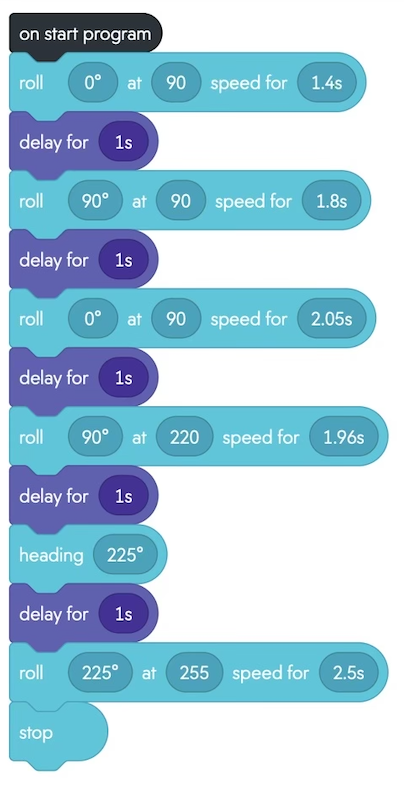 on start program
roll 0° at 90 speed for 1.4s
delay for 1s
roll 90° at 90 speed for 1.8s
delay for 1s
roll 0° at 90 speed for 2.05s
delay for 1s
roll 90° at 220 speed for 1.96s
delay for 1s
heading 225°
delay for 1s
roll 225° at 255 speed for 2.5s
stop